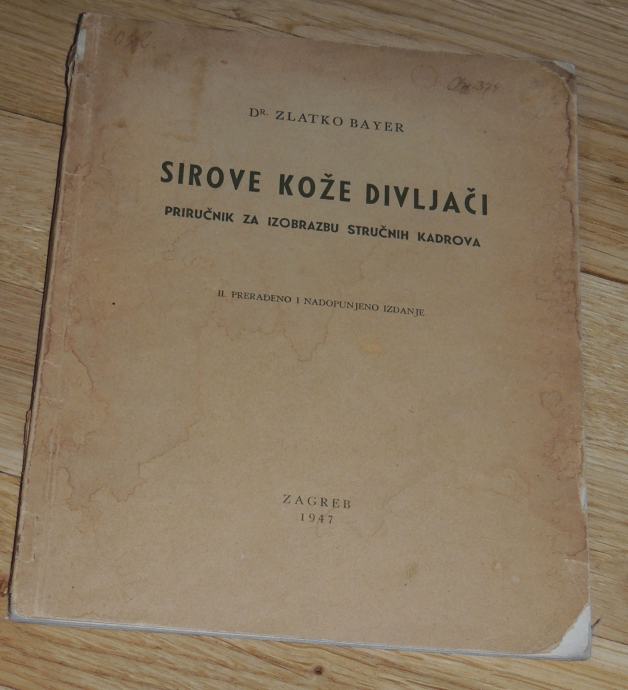 DR. ZLATKO BAYER
SIROVE KOŽE DIVLJAČI
PRIRUČNIK ZA IZOBRAZBU STRUČNIH KADROVA
II. PRERAĐENO I NADOPUNJENO IZDANJE
ZAGREB
1947